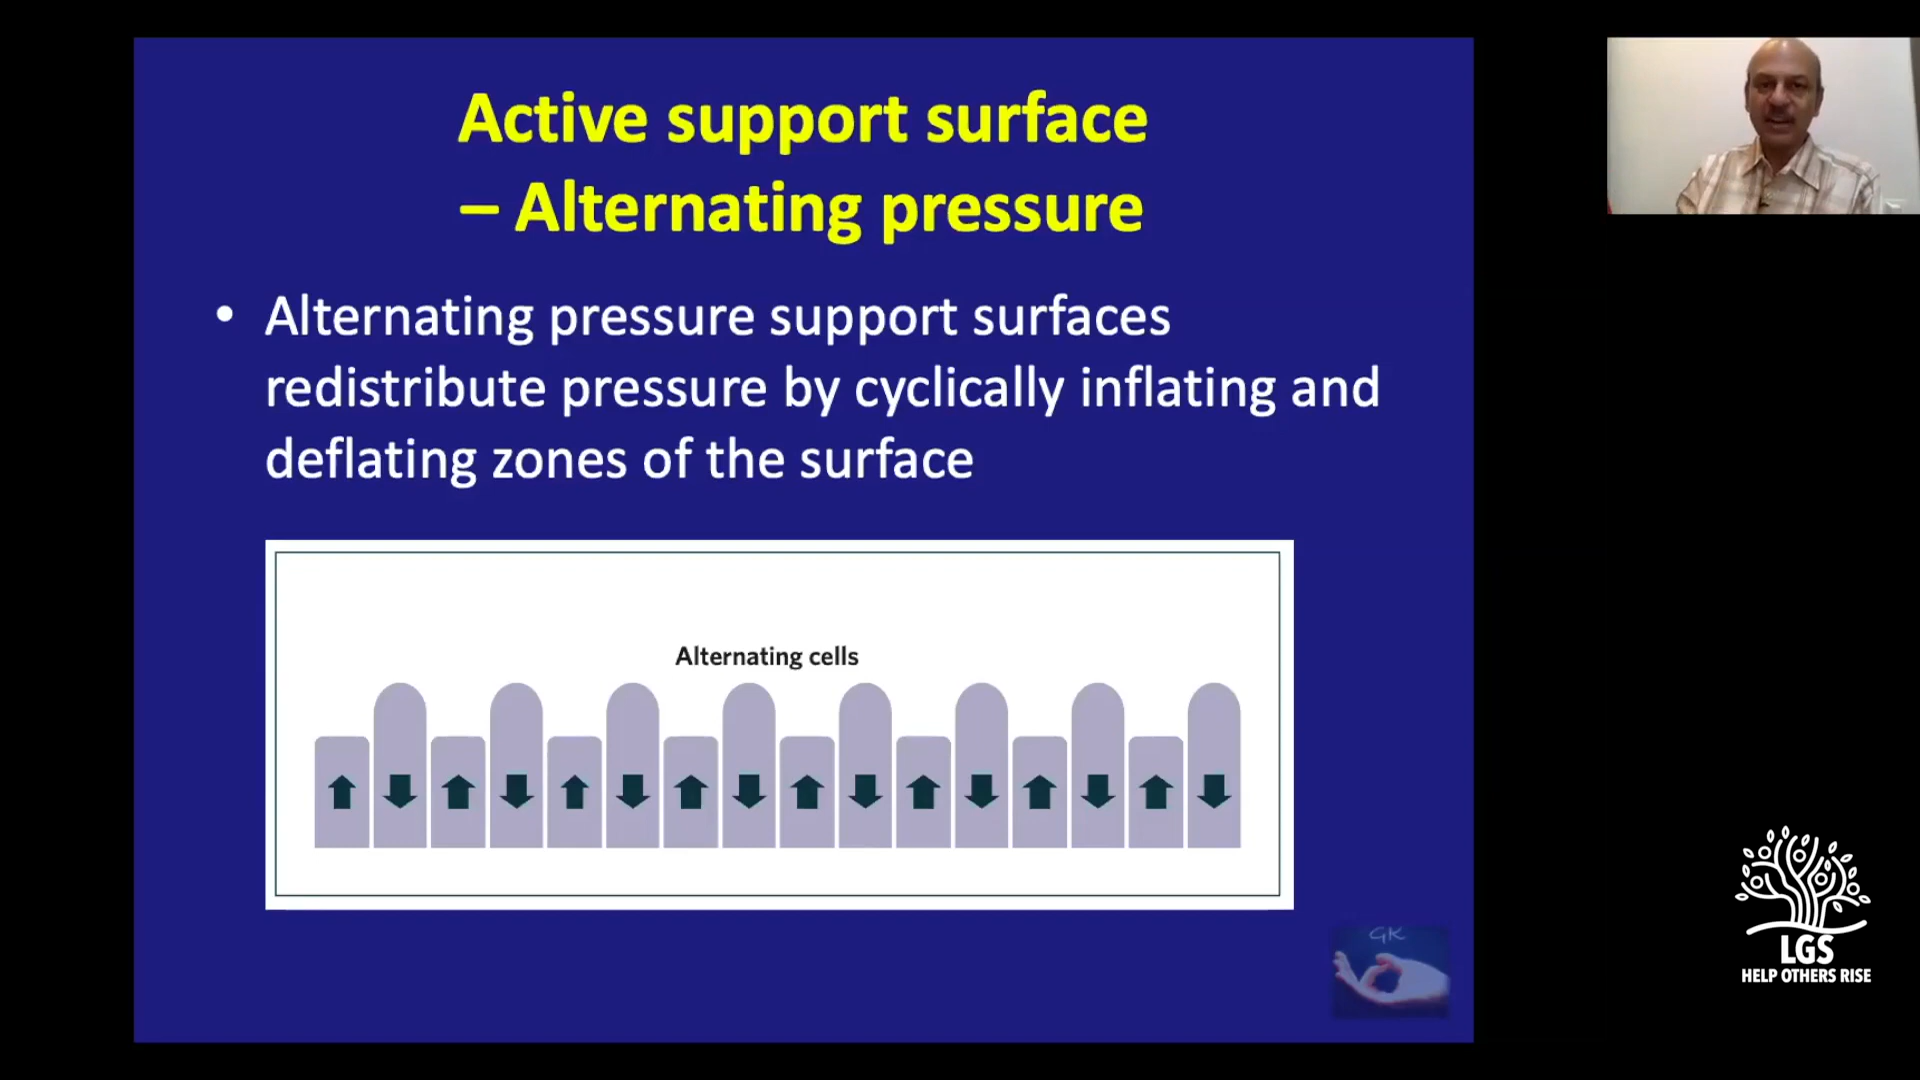 Active support surface
– Alternating pressure
• Alternating pressure support surfaces
redistribute pressure by cyclically inflating and
deflating zones of the surface
Alternating cells
GK
LGS
HELP OTHERS RISE